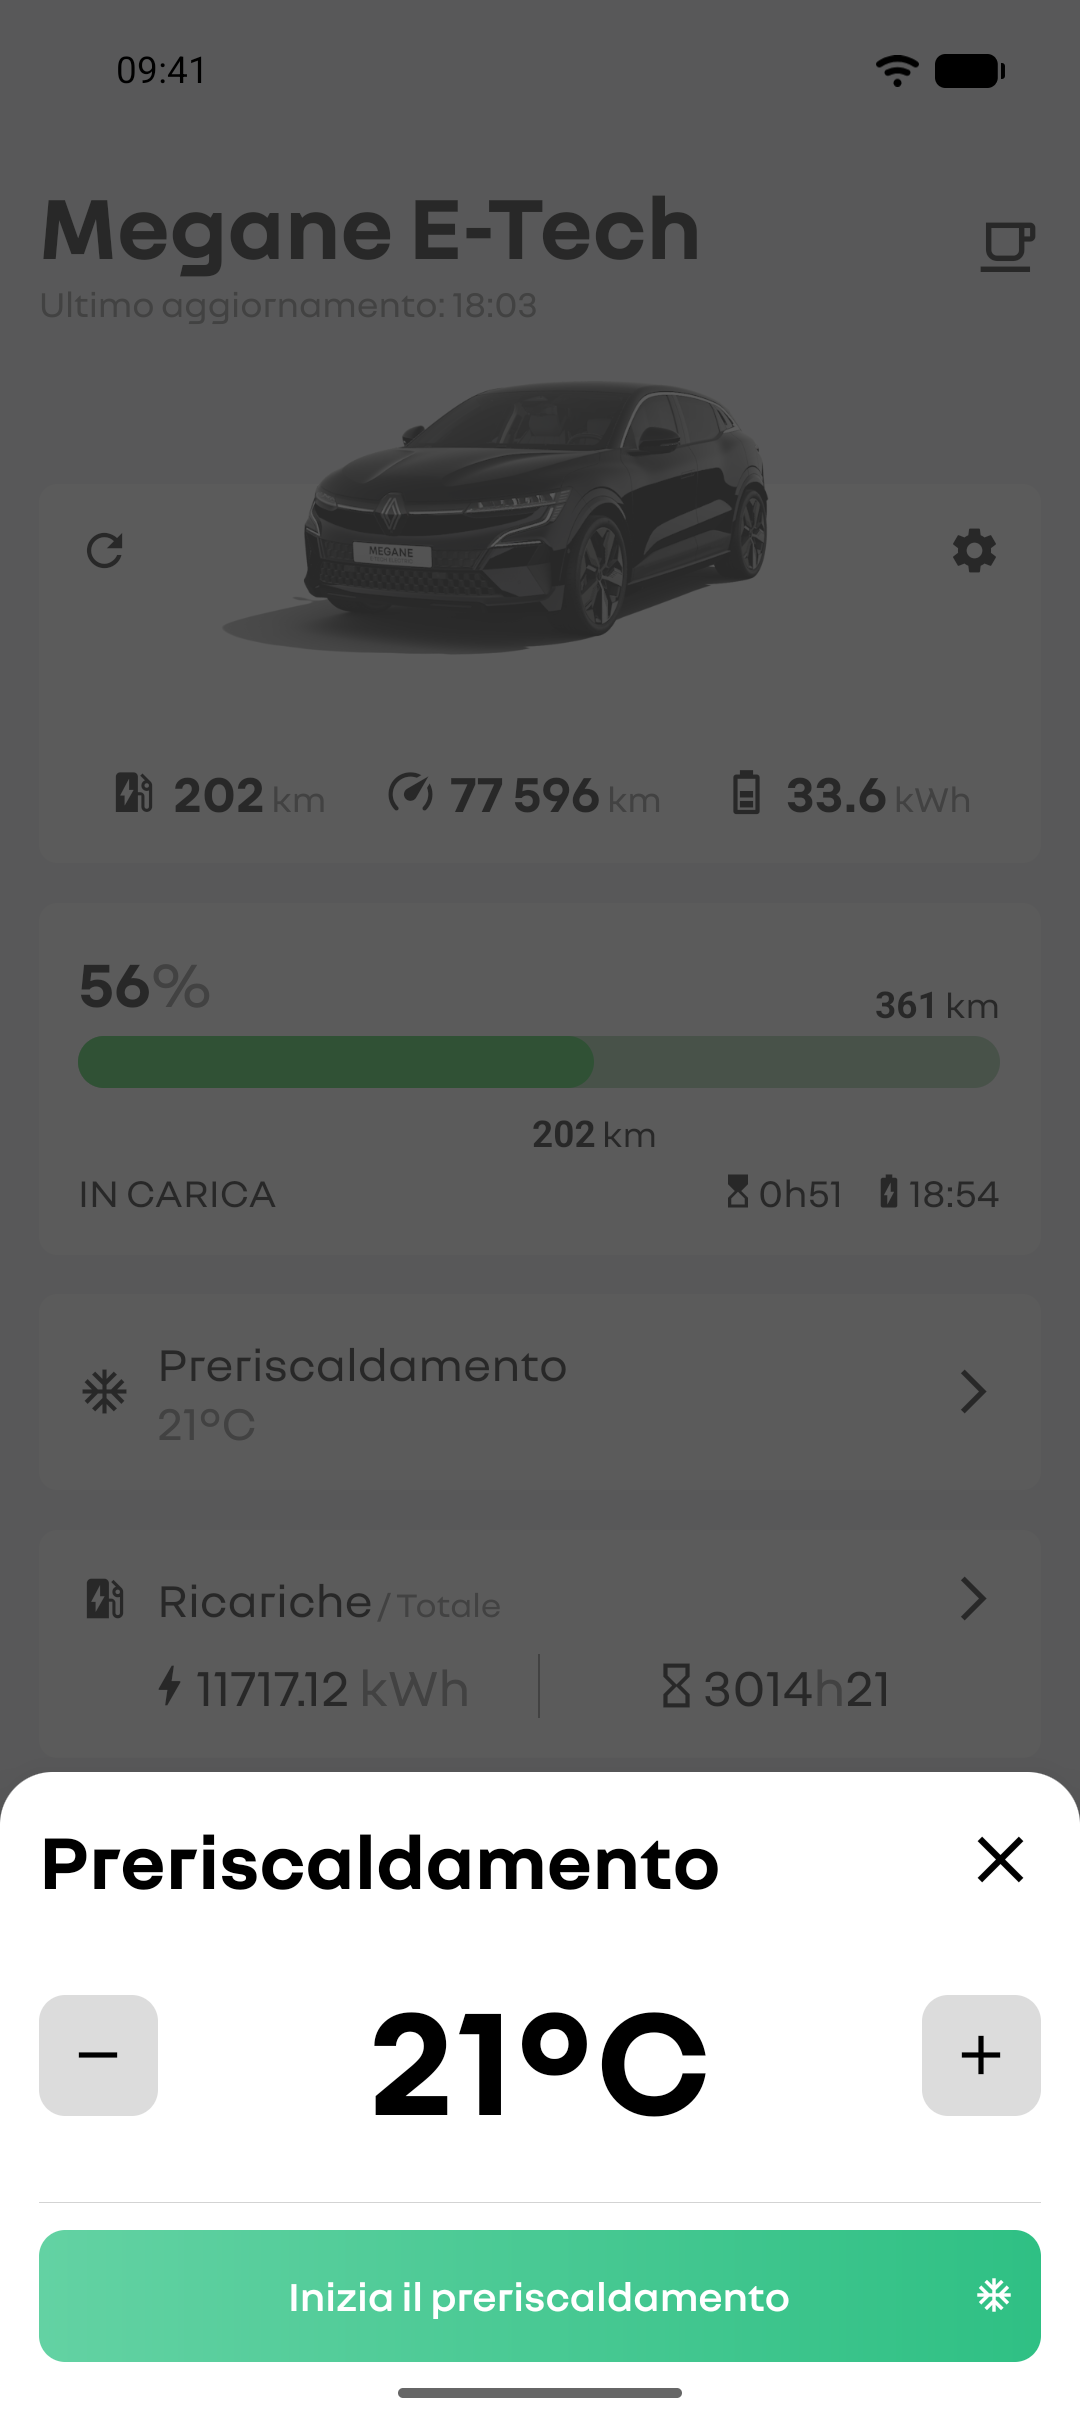 09:41
Megane E-Tech
Ultimo aggiornamento: 18:03
MEGANE
202 km 77 596 km 33.6 kWh
56%
361 km
202 km
IN CARICA 0h51 18:54
Preriscaldamento
21°C
Ricariche / Totale
11717.12 kWh 3014h21
Preriscaldamento
21°C
Inizia il preriscaldamento